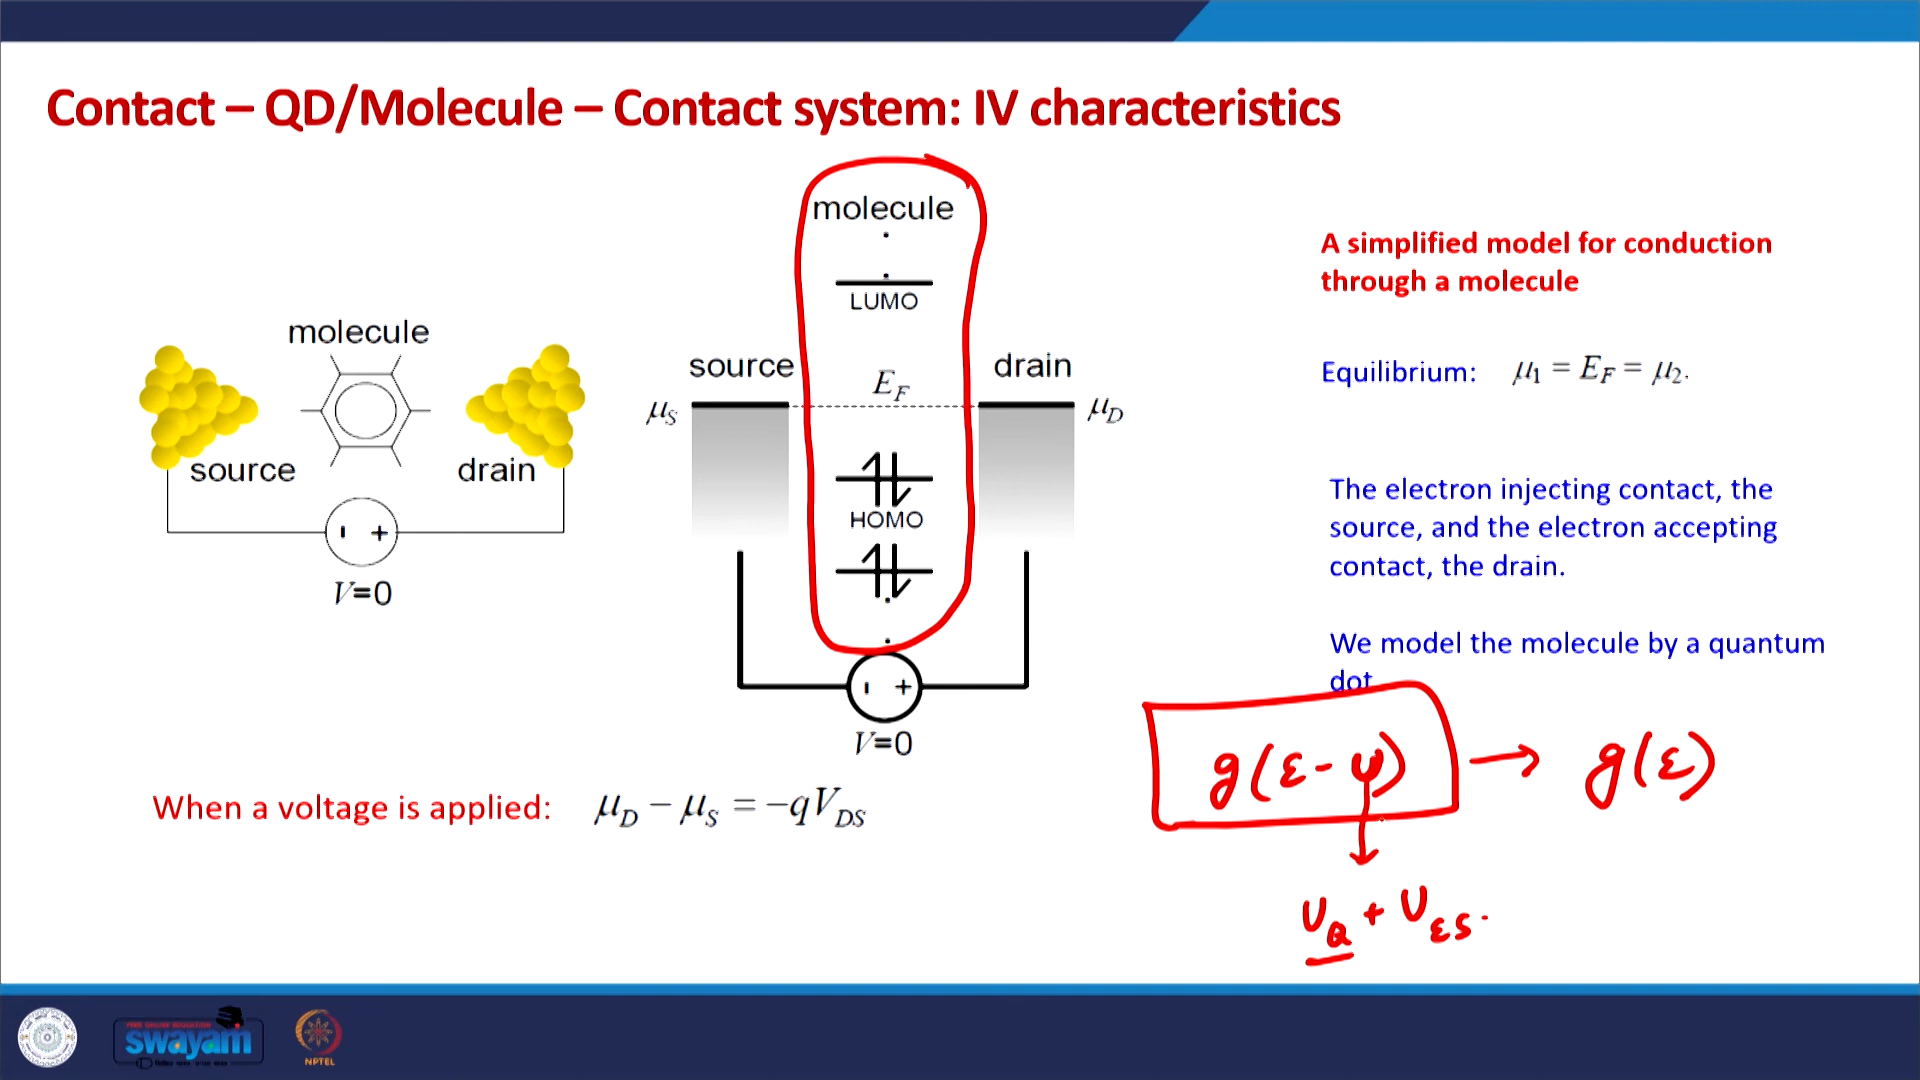 Contact – QD/Molecule – Contact system: IV characteristics
molecule
source
drain
V=0
molecule
LUMO
source
drain
E_F
μ_S
μ_D
HOMO
V=0
A simplified model for conduction
through a molecule
Equilibrium: μ₁ = E_F = μ₂.
The electron injecting contact, the
source, and the electron accepting
contact, the drain.
We model the molecule by a quantum
dot
g(ε-ψ) → g(ε)
U_Q + U_ES.
When a voltage is applied: μ_D − μ_S = −qV_DS
swayam
NPTEL